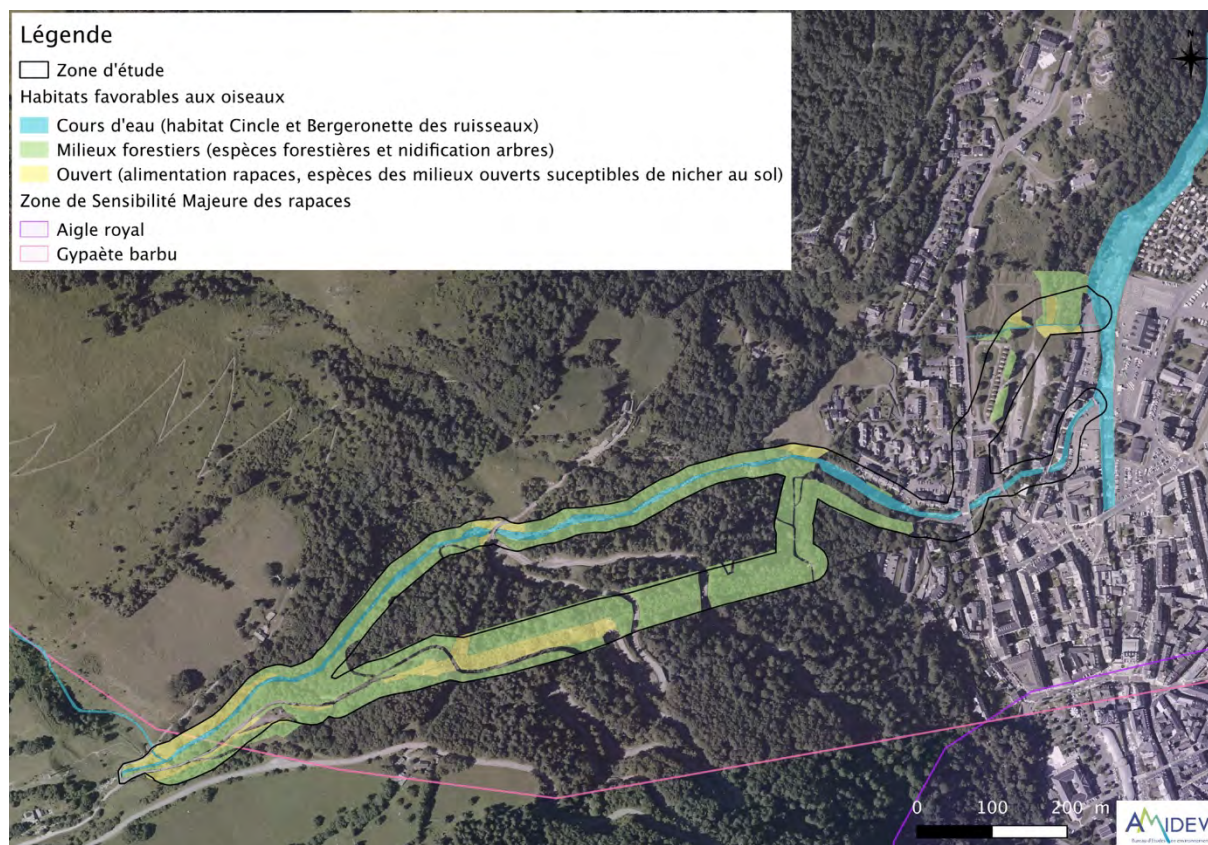 Légende
Zone d'étude
Habitats favorables aux oiseaux
Cours d'eau (habitat Cincle et Bergeronette des ruisseaux)
Milieux forestiers (espèces forestières et nidification arbres)
Ouvert (alimentation rapaces, espèces des milieux ouverts suceptibles de nicher au sol)
Zone de Sensibilité Majeure des rapaces
Aigle royal
Gypaète barbu
N
0 100 200 m
AMIDEV